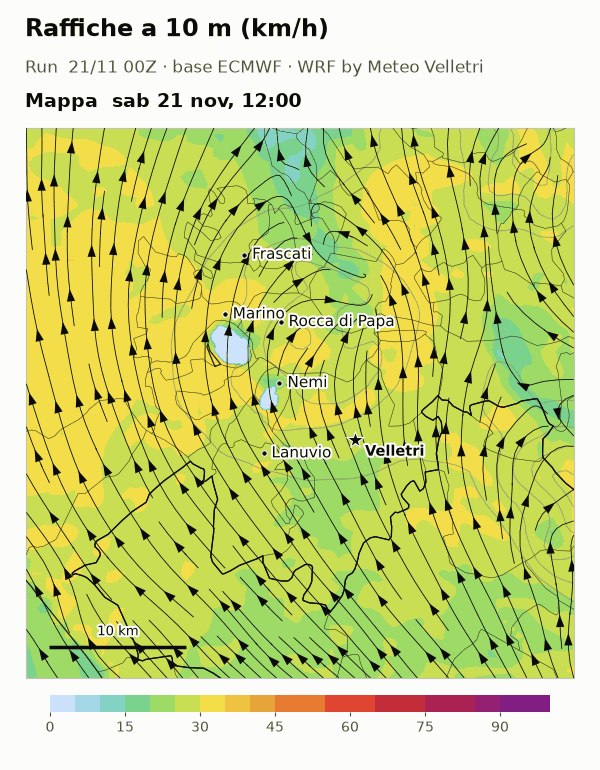 Raffiche a 10 m (km/h)
Run 21/11 00Z · base ECMWF · WRF by Meteo Velletri
Mappa sab 21 nov, 12:00
Frascati
Marino
Rocca di Papa
Nemi
Velletri
Lanuvio
10 km
0 15 30 45 60 75 90